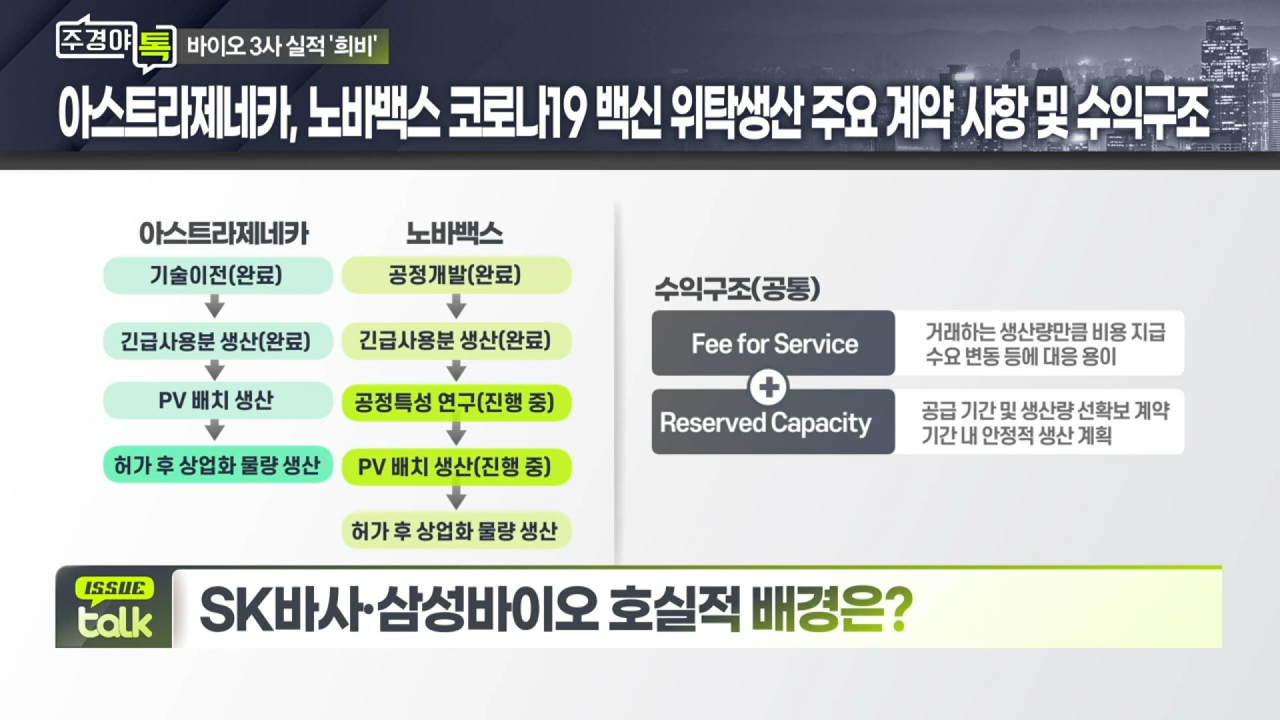 주경야톡
바이오 3사 실적 '희비'
아스트라제네카, 노바백스 코로나19 백신 위탁생산 주요 계약 사항 및 수익구조
아스트라제네카
기술이전(완료)
긴급사용분 생산(완료)
PV 배치 생산
허가 후 상업화 물량 생산
노바백스
공정개발(완료)
긴급사용분 생산(완료)
공정특성 연구(진행 중)
PV 배치 생산(진행 중)
허가 후 상업화 물량 생산
수익구조(공통)
Fee for Service
거래하는 생산량만큼 비용 지급
수요 변동 등에 대응 용이
+
Reserved Capacity
공급 기간 및 생산량 선확보 계약
기간 내 안정적 생산 계획
ISSUE
talk
SK바사·삼성바이오 호실적 배경은?